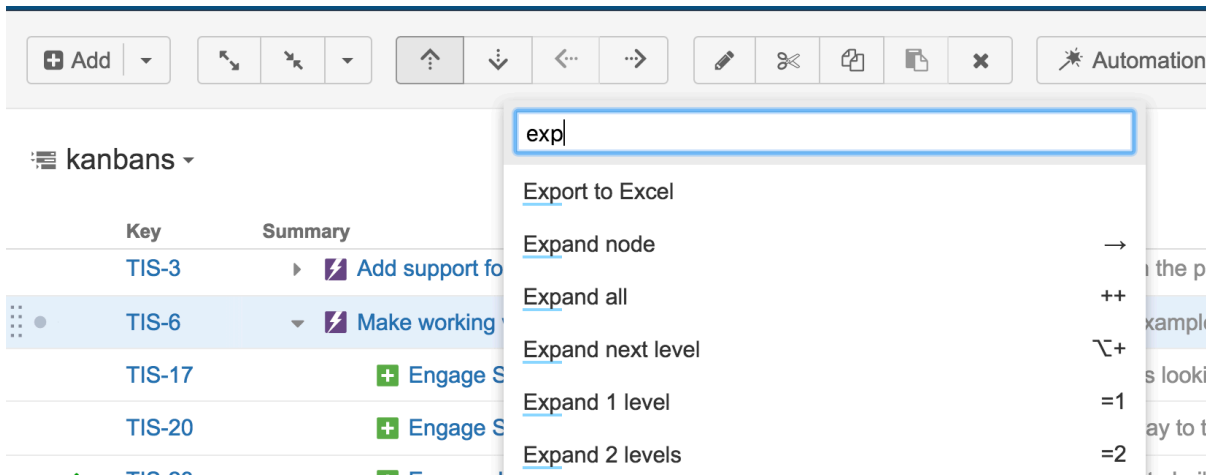 Add
Automation
exp
kanbans
Export to Excel
Key Summary
Expand node →
TIS-3 Add support fo the p
Expand all ++
TIS-6 Make working
Expand next level ⌥+
TIS-17 Engage S s looki
Expand 1 level =1
TIS-20 Engage S ay to t
Expand 2 levels =2